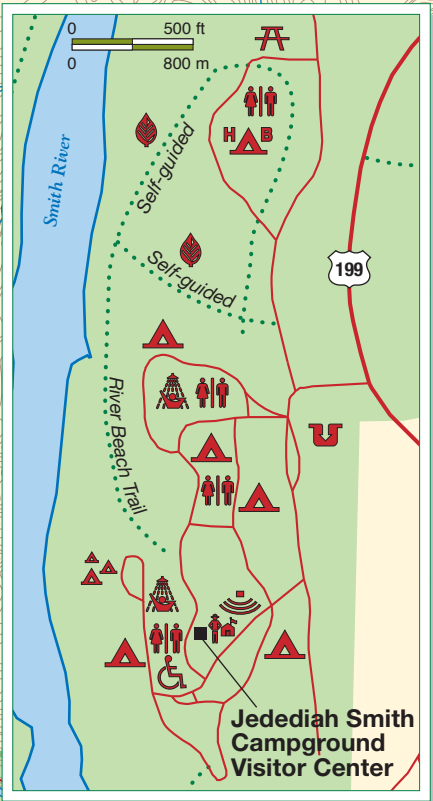 0 500 ft
0 800 m
Smith River
Self-guided
H B
Self-guided
199
River Beach Trail
Jedediah Smith
Campground
Visitor Center